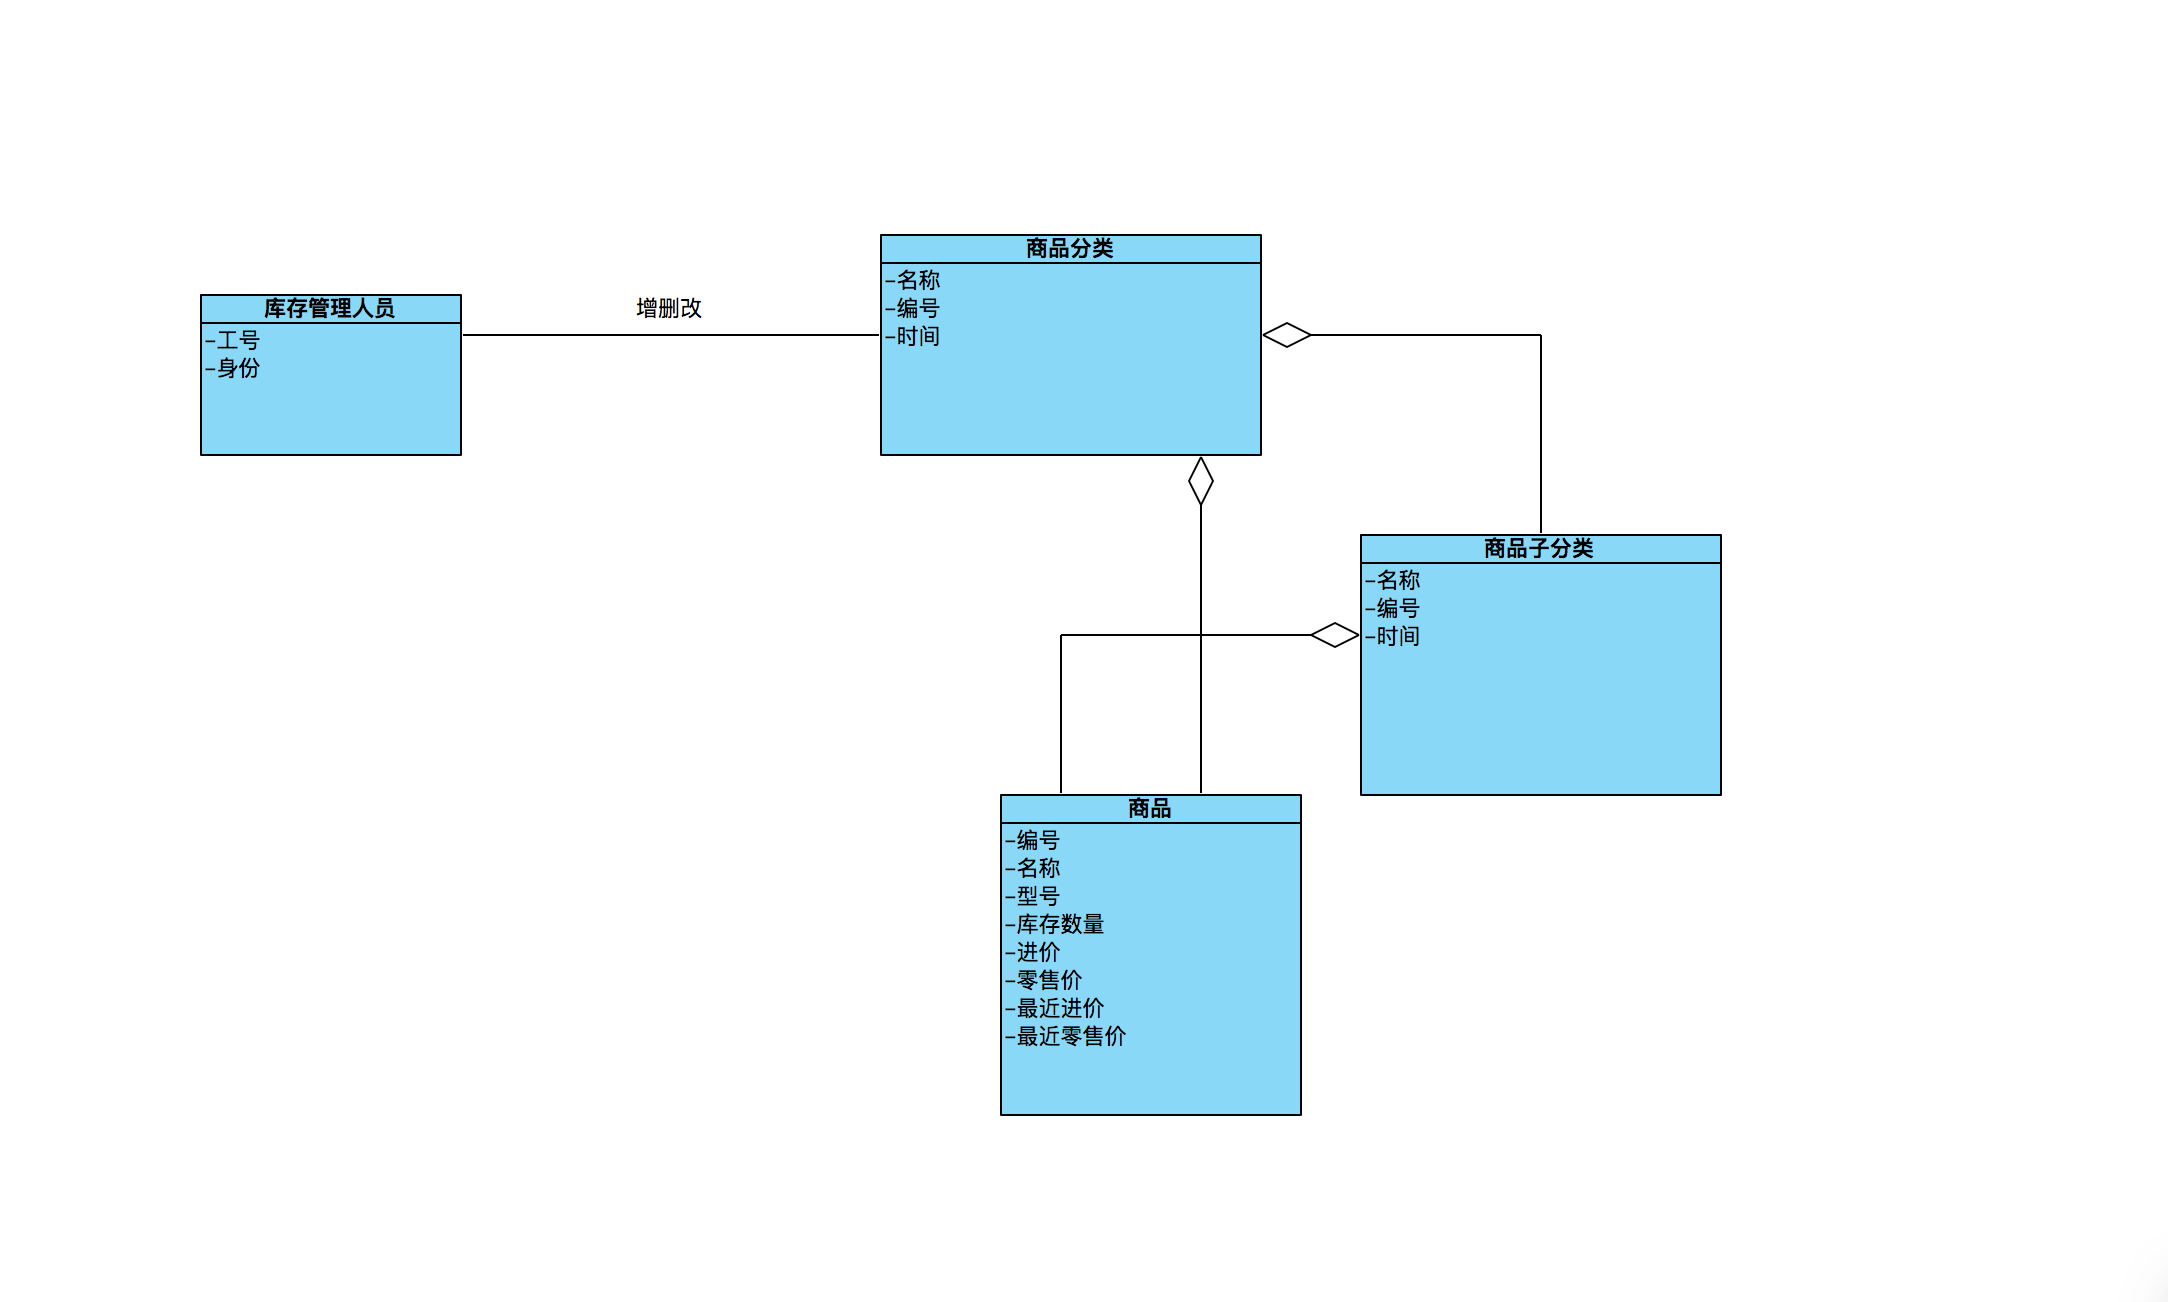 库存管理人员
-工号
-身份
增删改
商品分类
-名称
-编号
-时间
商品子分类
-名称
-编号
-时间
商品
-编号
-名称
-型号
-库存数量
-进价
-零售价
-最近进价
-最近零售价